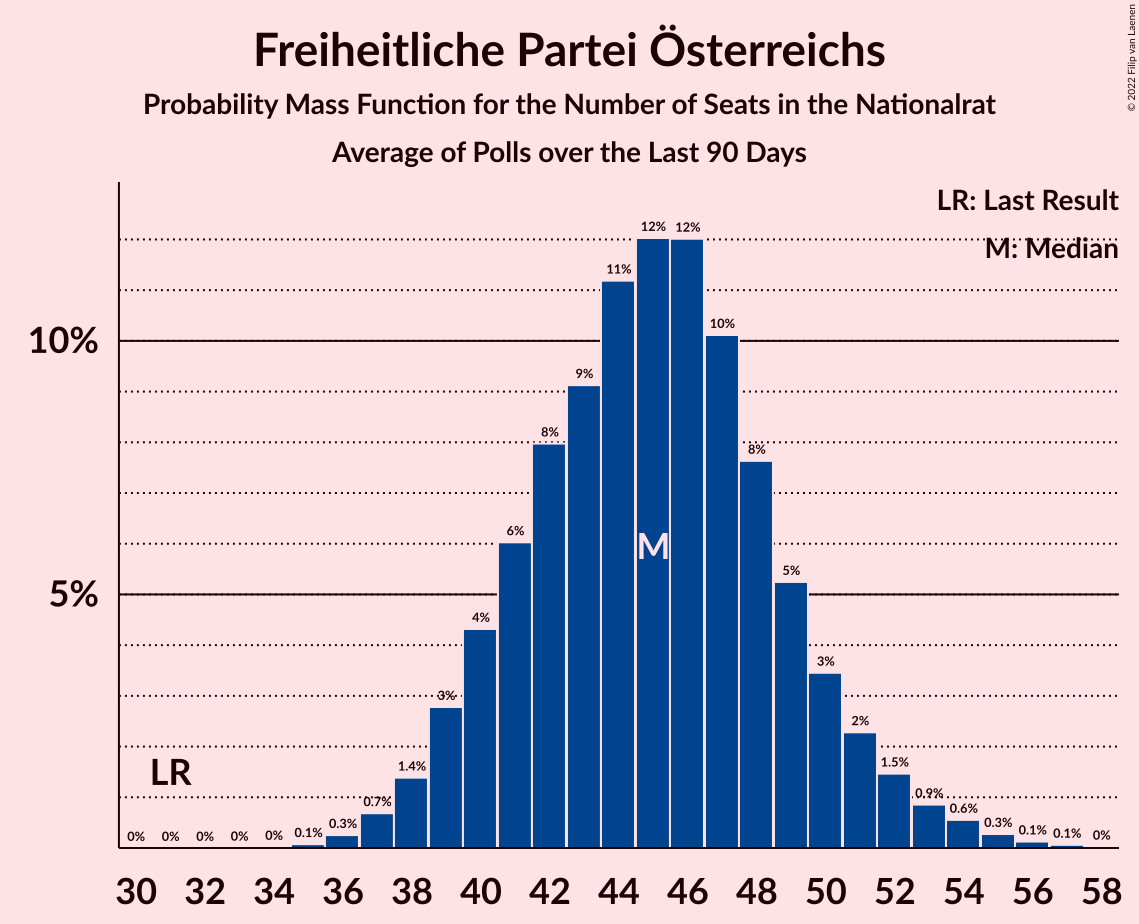 Freiheitliche Partei Österreichs
Probability Mass Function for the Number of Seats in the Nationalrat
Average of Polls over the Last 90 Days
© 2022 Filip van Laenen
LR: Last Result
M: Median
10%
5%
LR
M
0% 0% 0% 0% 0% 0.1% 0.3% 0.7% 1.4% 3% 4% 6% 8% 9% 11% 12% 12% 10% 8% 5% 3% 2% 1.5% 0.9% 0.6% 0.3% 0.1% 0.1% 0%
30 32 34 36 38 40 42 44 46 48 50 52 54 56 58